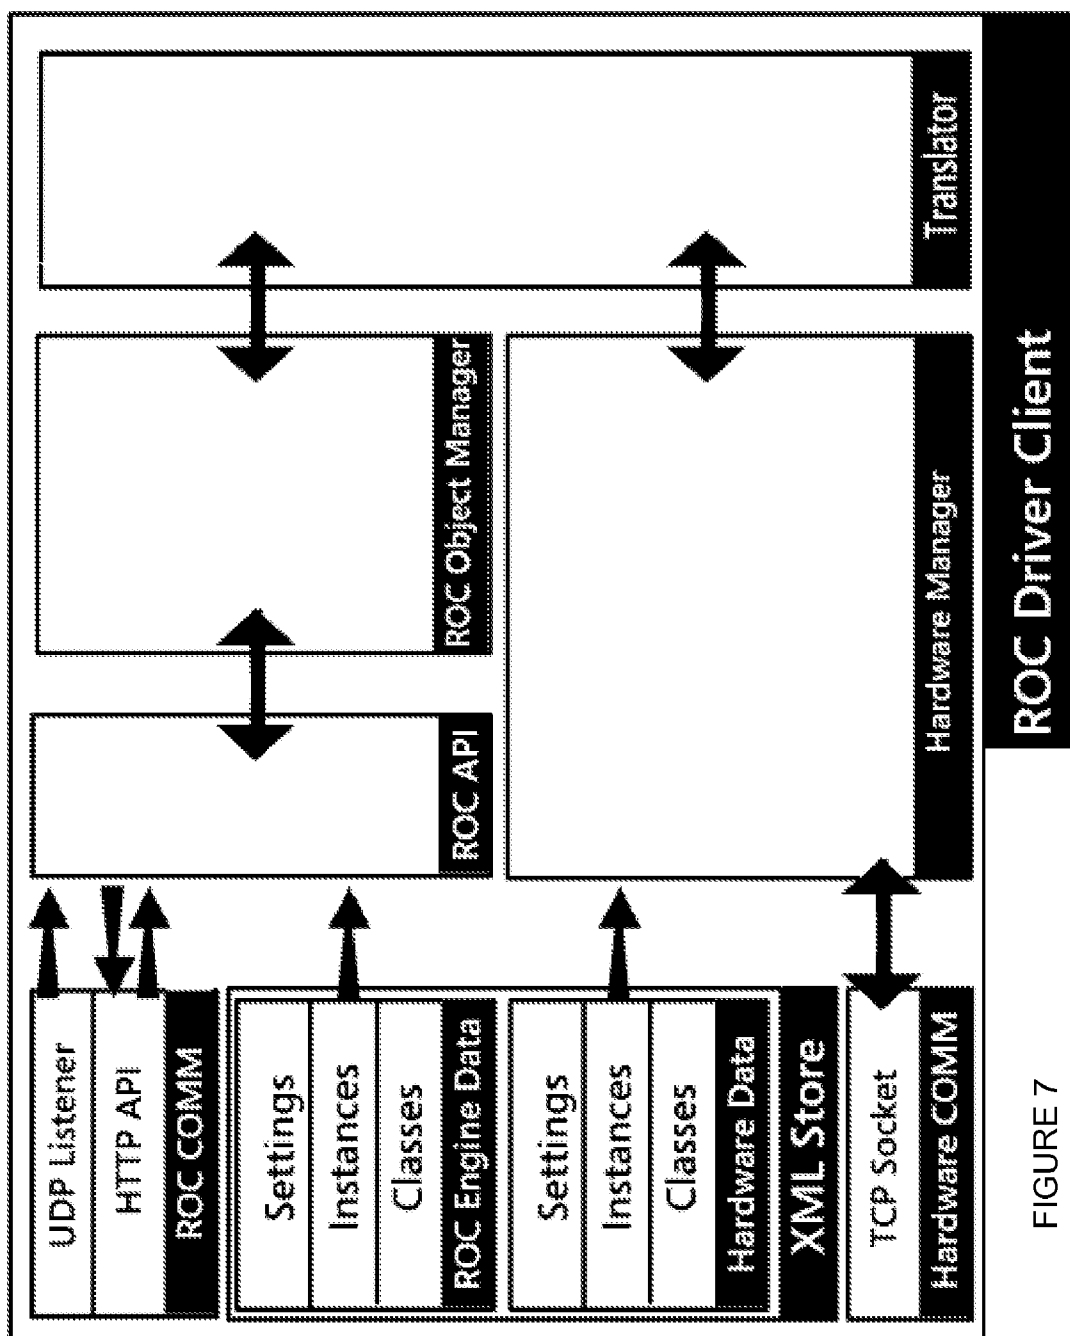 UDP Listener
HTTP API
ROC COMM
Settings
Instances
Classes
ROC Engine Data
Settings
Instances
Classes
Hardware Data
XML Store
TCP Socket
Hardware COMM
ROC API
ROC Object Manager
Hardware Manager
Translator
ROC Driver Client
FIGURE 7